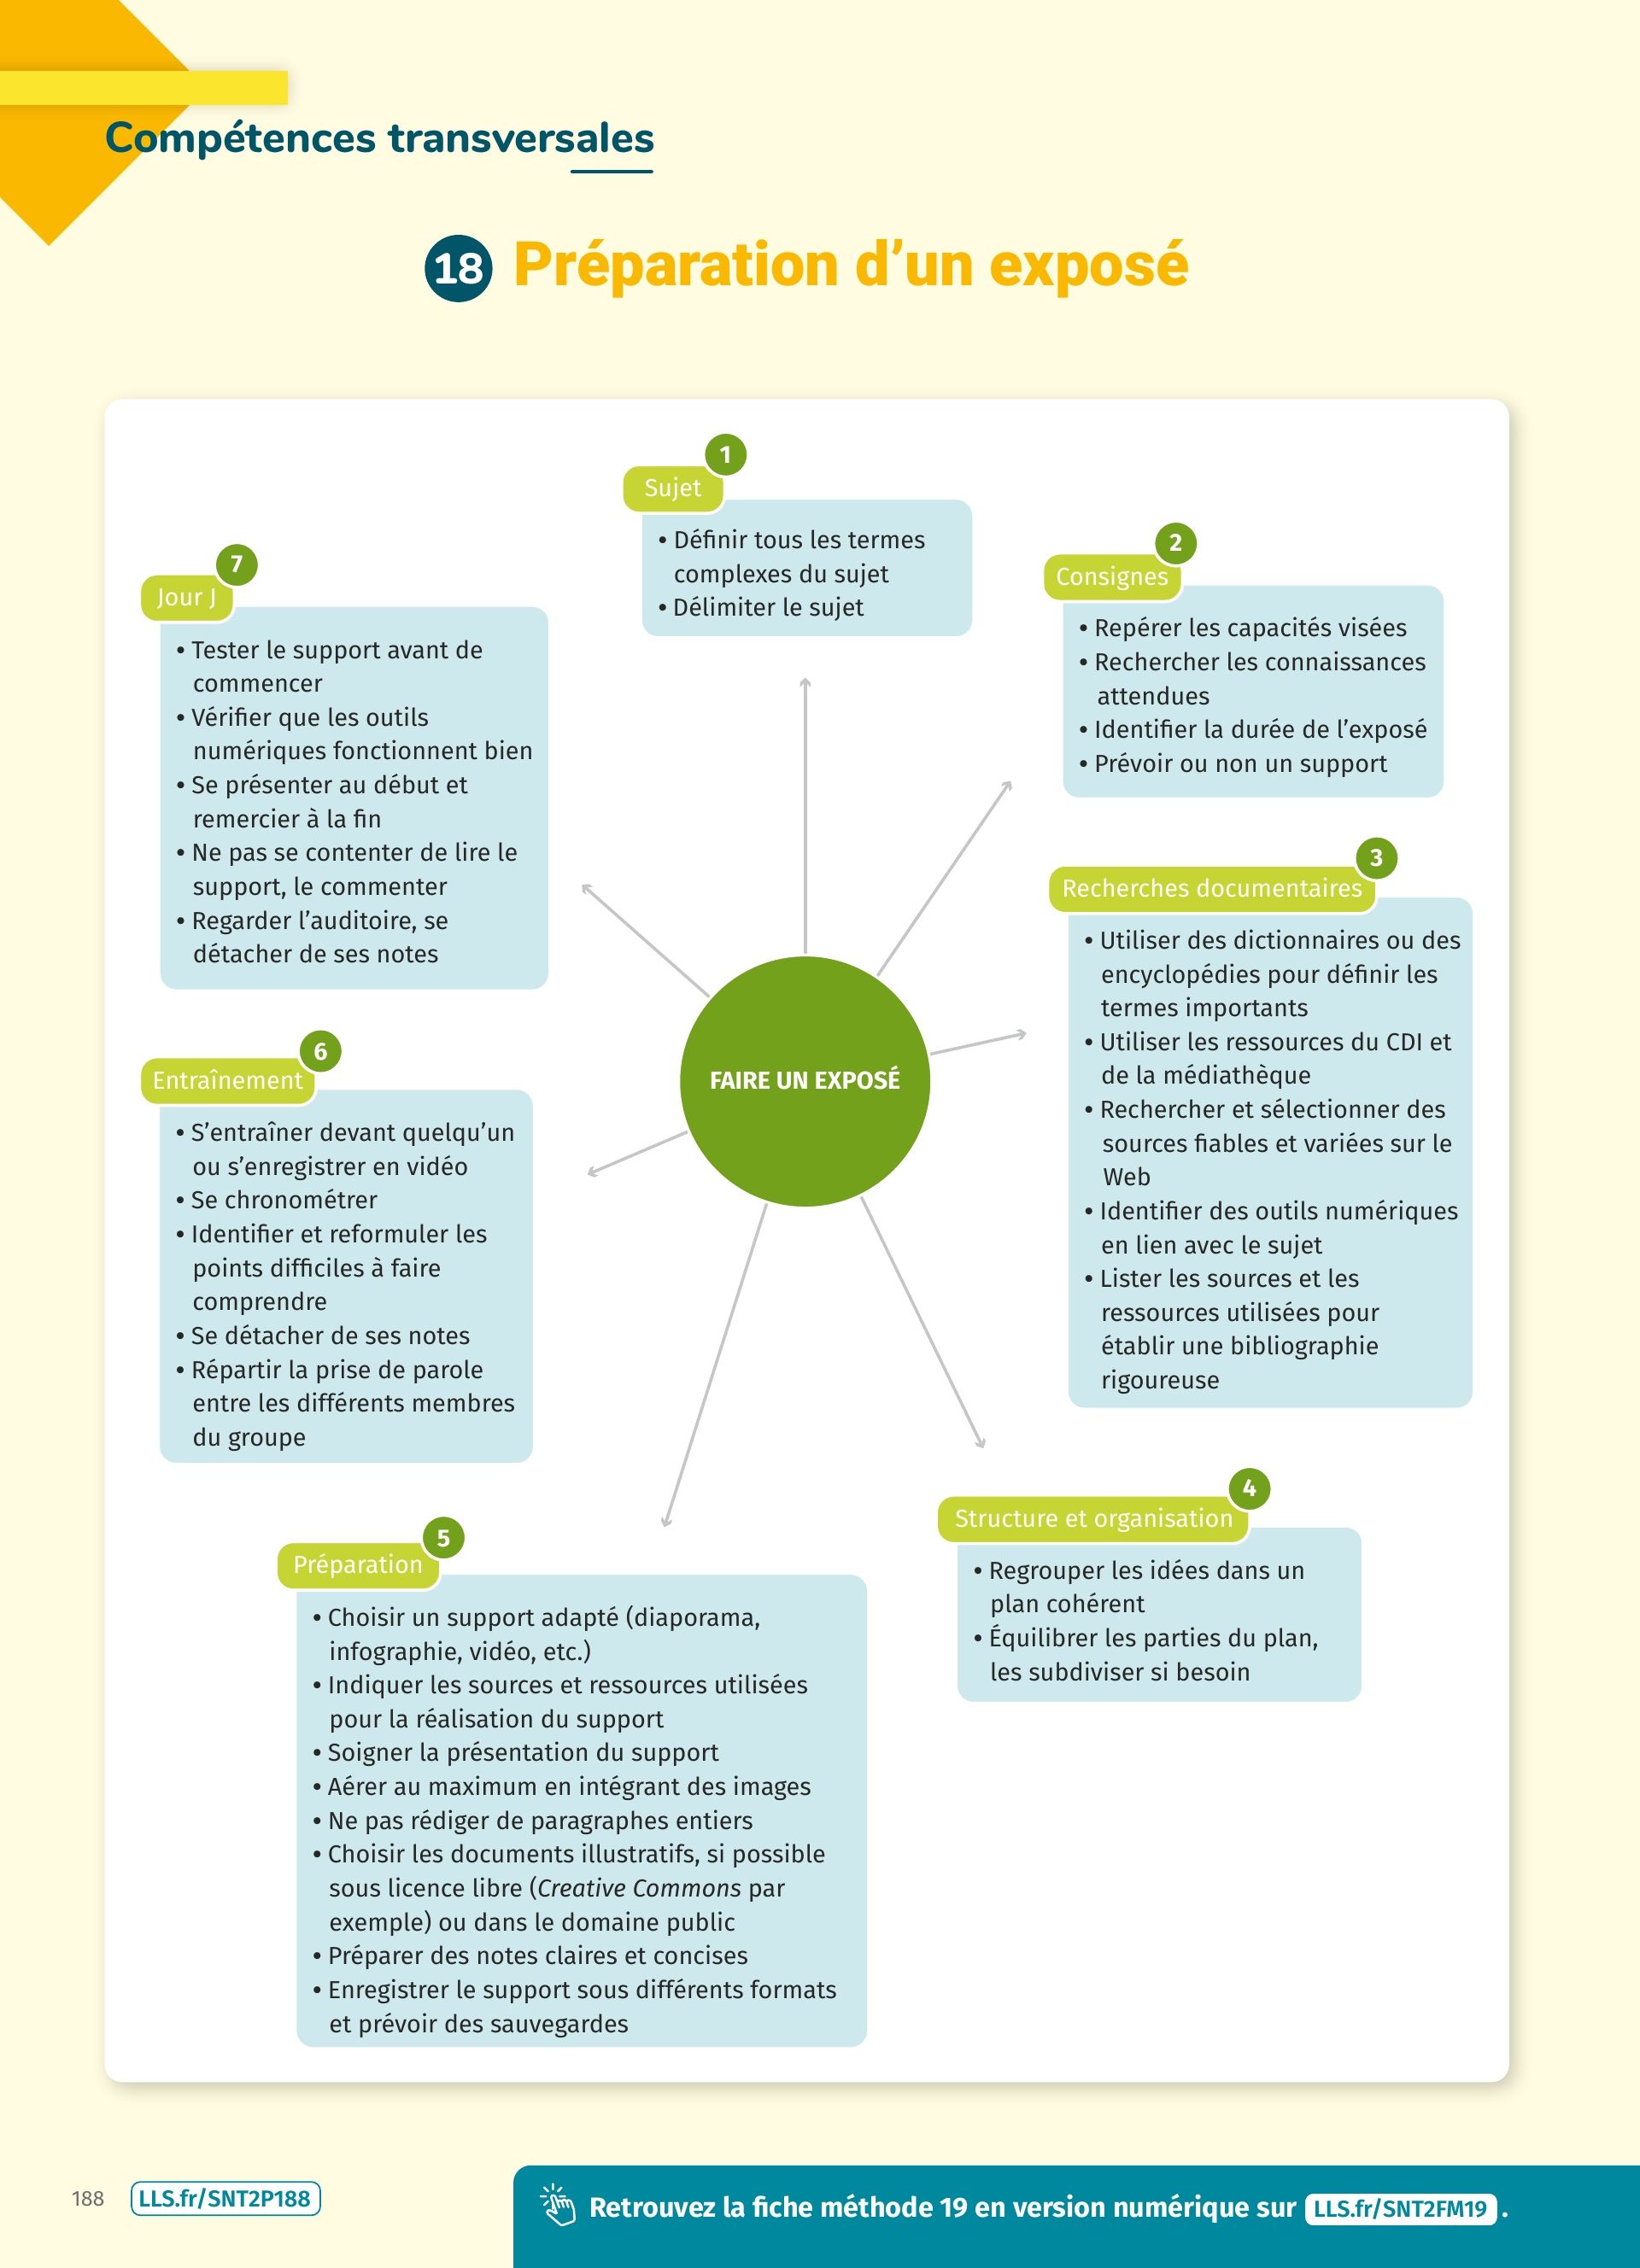 Compétences transversales
18 Préparation d’un exposé
1
Sujet
• Définir tous les termes
complexes du sujet
• Délimiter le sujet
2
Consignes
• Repérer les capacités visées
• Rechercher les connaissances
attendues
• Identifier la durée de l’exposé
• Prévoir ou non un support
3
Recherches documentaires
• Utiliser des dictionnaires ou des
encyclopédies pour définir les
termes importants
• Utiliser les ressources du CDI et
de la médiathèque
• Rechercher et sélectionner des
sources fiables et variées sur le
Web
• Identifier des outils numériques
en lien avec le sujet
• Lister les sources et les
ressources utilisées pour
établir une bibliographie
rigoureuse
4
Structure et organisation
• Regrouper les idées dans un
plan cohérent
• Équilibrer les parties du plan,
les subdiviser si besoin
5
Préparation
• Choisir un support adapté (diaporama,
infographie, vidéo, etc.)
• Indiquer les sources et ressources utilisées
pour la réalisation du support
• Soigner la présentation du support
• Aérer au maximum en intégrant des images
• Ne pas rédiger de paragraphes entiers
• Choisir les documents illustratifs, si possible
sous licence libre (Creative Commons par
exemple) ou dans le domaine public
• Préparer des notes claires et concises
• Enregistrer le support sous différents formats
et prévoir des sauvegardes
6
Entraînement
• S’entraîner devant quelqu’un
ou s’enregistrer en vidéo
• Se chronométrer
• Identifier et reformuler les
points difficiles à faire
comprendre
• Se détacher de ses notes
• Répartir la prise de parole
entre les différents membres
du groupe
7
Jour J
• Tester le support avant de
commencer
• Vérifier que les outils
numériques fonctionnent bien
• Se présenter au début et
remercier à la fin
• Ne pas se contenter de lire le
support, le commenter
• Regarder l’auditoire, se
détacher de ses notes
FAIRE UN EXPOSÉ
188 LLS.fr/SNT2P188
Retrouvez la fiche méthode 19 en version numérique sur LLS.fr/SNT2FM19 .